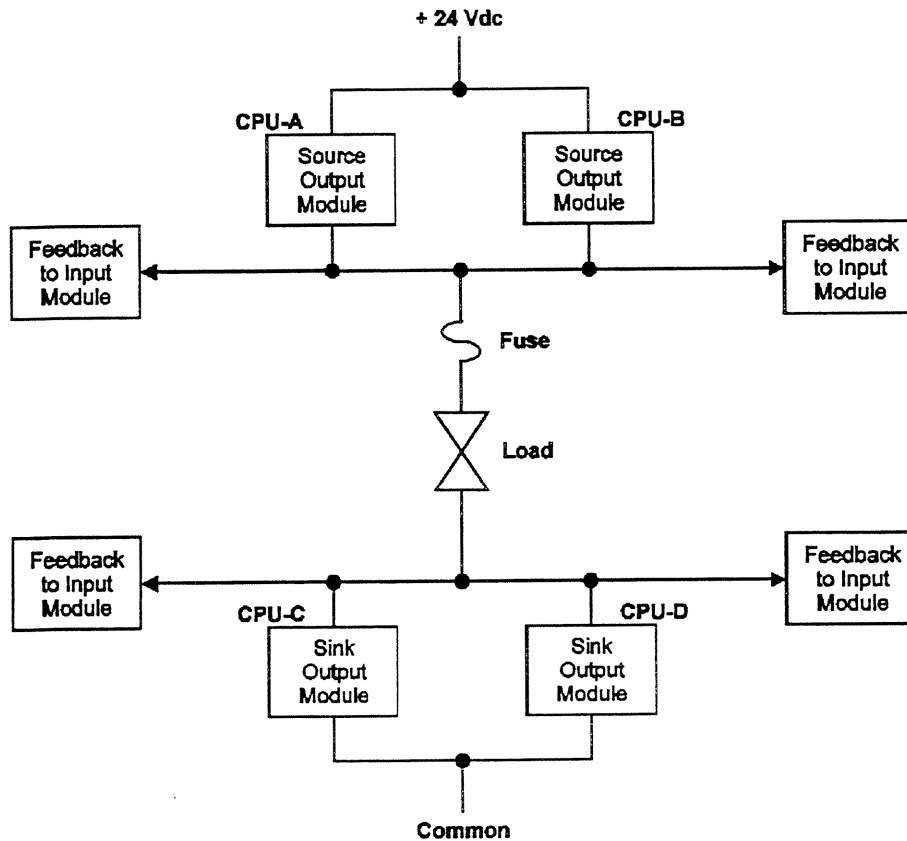 + 24 Vdc
CPU-A
CPU-B
Source
Output
Module
Source
Output
Module
Feedback
to Input
Module
Feedback
to Input
Module
Fuse
Load
Feedback
to Input
Module
Feedback
to Input
Module
CPU-C
CPU-D
Sink
Output
Module
Sink
Output
Module
Common